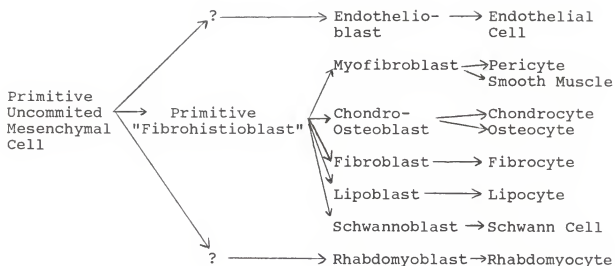 ? Endothelio- Endothelial
blast Cell
Myofibroblast Pericyte
Smooth Muscle
Primitive
Uncommited Primitive Chondro- Chondrocyte
Mesenchymal "Fibrohistioblast" Osteoblast Osteocyte
Cell
Fibroblast Fibrocyte
Lipoblast Lipocyte
Schwannoblast Schwann Cell
? Rhabdomyoblast Rhabdomyocyte